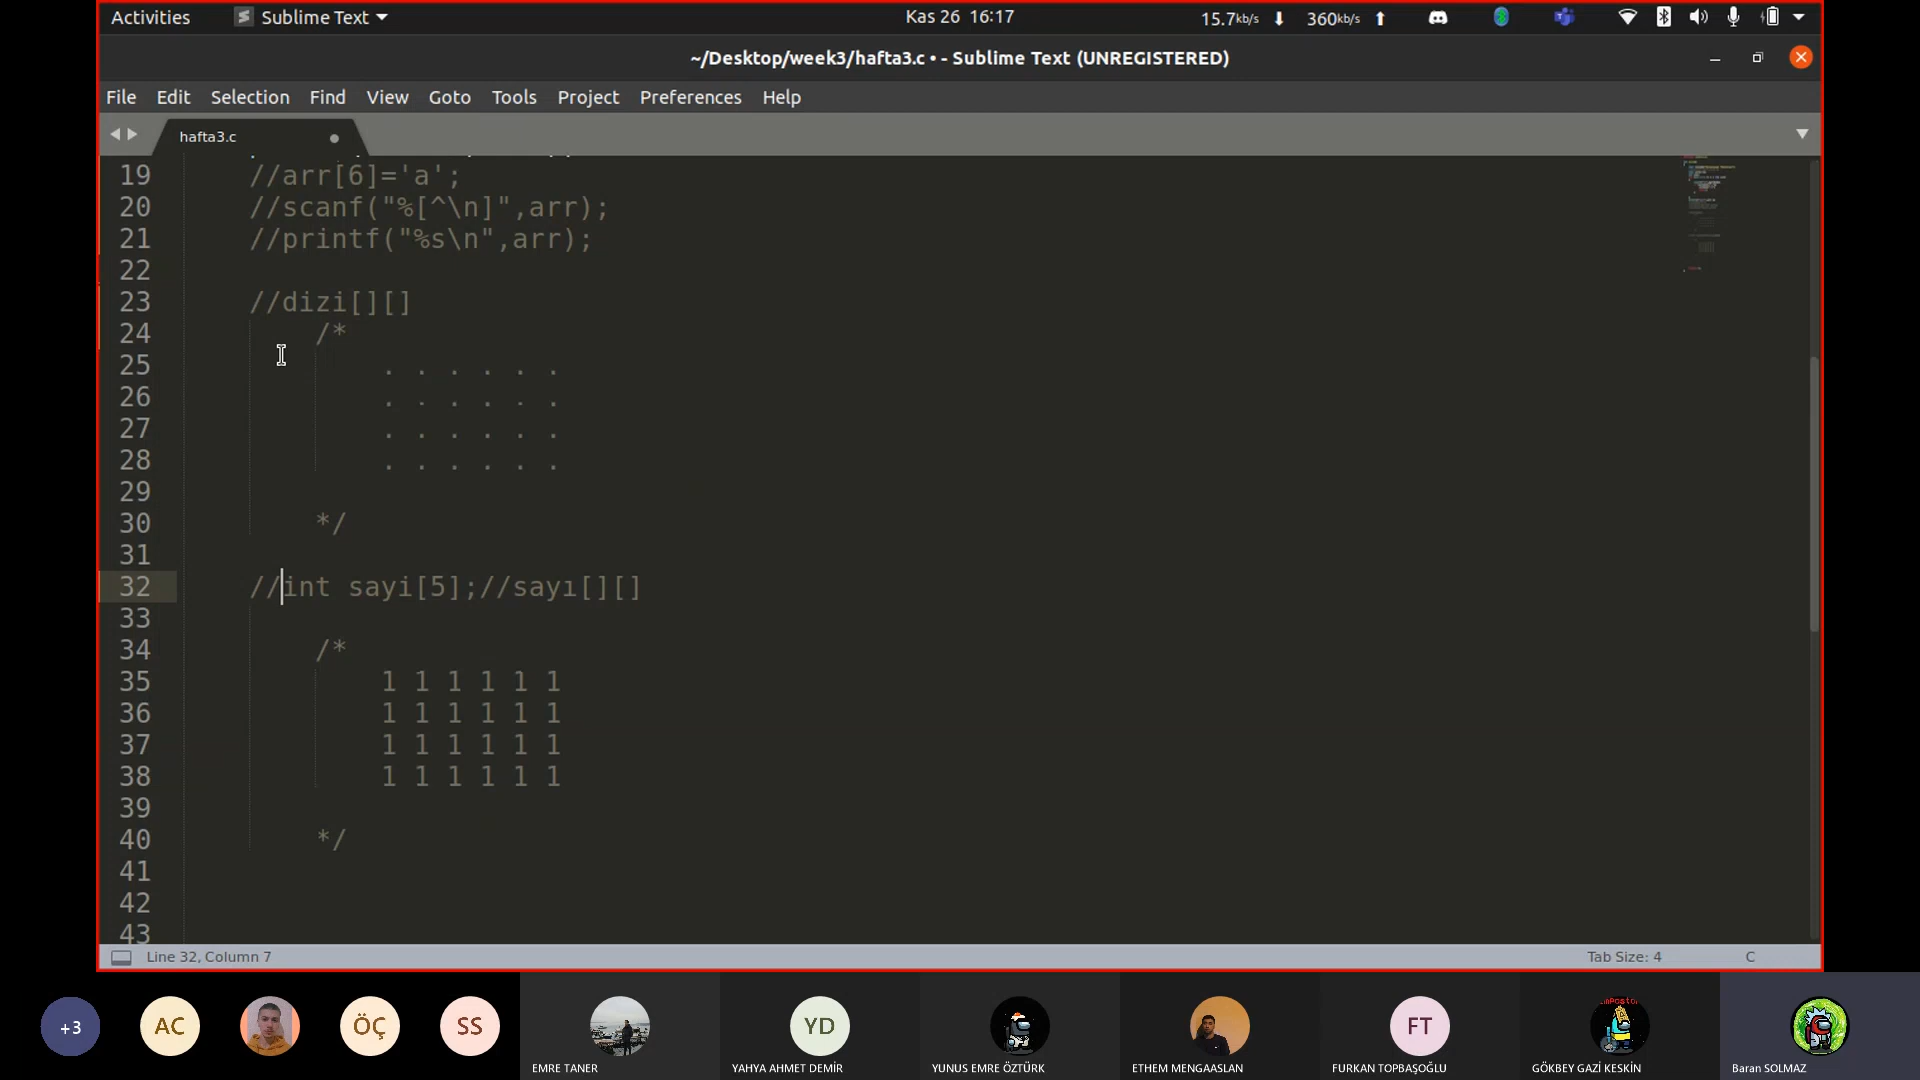 Activities Sublime Text Kas 26 16:17 15.7kb/s 360kb/s
~/Desktop/week3/hafta3.c • - Sublime Text (UNREGISTERED)
File Edit Selection Find View Goto Tools Project Preferences Help
hafta3.c
19 //arr[6]='a';
20 //scanf("%[^\n]",arr);
21 //printf("%s\n",arr);
22
23 //dizi[][]
24 /*
25 . . . . . .
26 . . . . . .
27 . . . . . .
28 . . . . . .
29
30 */
31
32 //int sayi[5];//sayı[][]
33
34 /*
35 1 1 1 1 1 1
36 1 1 1 1 1 1
37 1 1 1 1 1 1
38 1 1 1 1 1 1
39
40 */
41
42
43
Line 32, Column 7 Tab Size: 4 C
+3 AC ÖÇ SS YD FT
EMRE TANER YAHYA AHMET DEMİR YUNUS EMRE ÖZTÜRK ETHEM MENGAASLAN FURKAN TOPBAŞOĞLU GÖKBEY GAZİ KESKİN Baran SOLMAZ